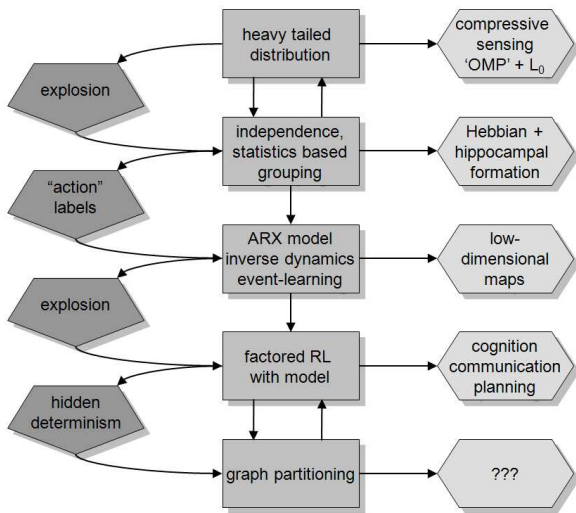 heavy tailed
distribution
compressive
sensing
‘OMP’ + L₀
explosion
independence,
statistics based
grouping
Hebbian +
hippocampal
formation
“action”
labels
ARX model
inverse dynamics
event-learning
low-
dimensional
maps
explosion
factored RL
with model
cognition
communication
planning
hidden
determinism
graph partitioning
???